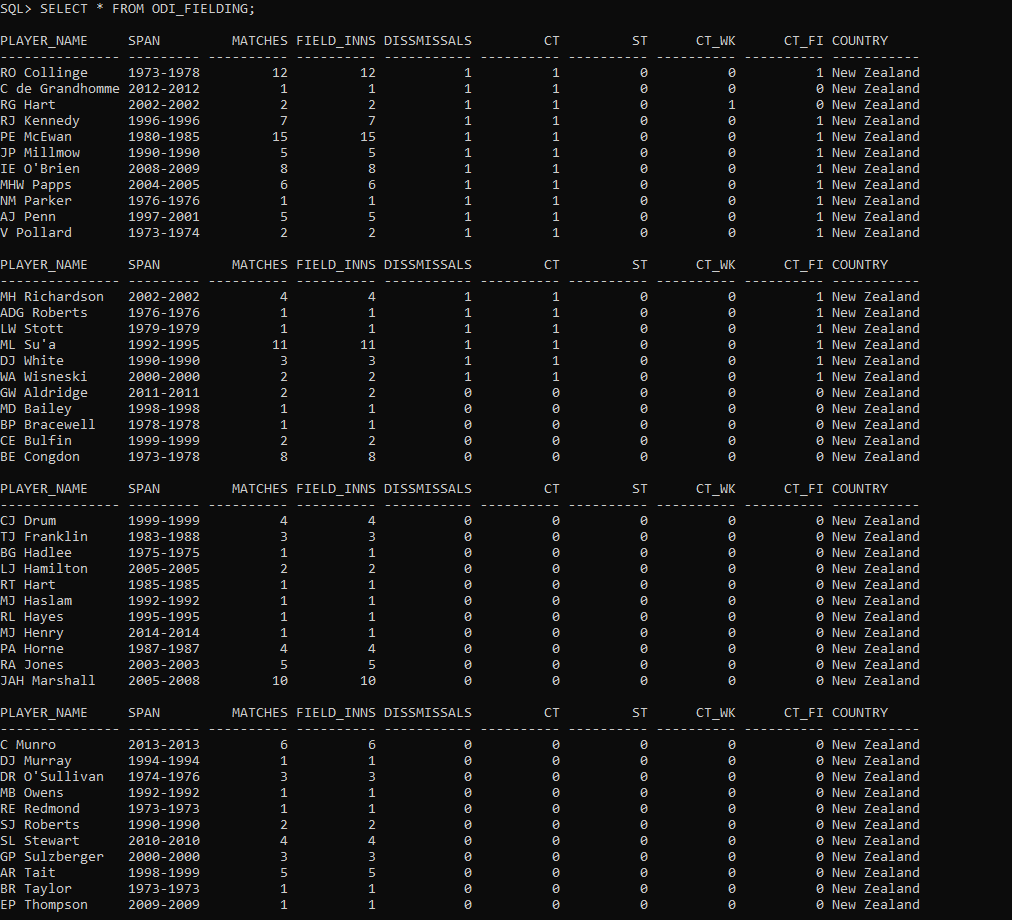 SQL> SELECT * FROM ODI_FIELDING;
PLAYER_NAME     SPAN         MATCHES FIELD_INNS DISSMISSALS         CT         ST      CT_WK      CT_FI COUNTRY
--------------- --------- ---------- ---------- ----------- ---------- ---------- ---------- ---------- -----------
RO Collinge     1973-1978         12         12           1          1          0          0          1 New Zealand
C de Grandhomme 2012-2012          1          1           1          1          0          0          1 New Zealand
RG Hart         2002-2002          2          2           1          1          0          1          0 New Zealand
RJ Kennedy      1996-1996          7          7           1          1          0          0          1 New Zealand
PE McEwan       1980-1985         15         15           1          1          0          0          1 New Zealand
JP Millmow      1990-1990          5          5           1          1          0          0          1 New Zealand
IE O'Brien      2008-2009          8          8           1          1          0          0          1 New Zealand
MHW Papps       2004-2005          6          6           1          1          0          0          1 New Zealand
NM Parker       1976-1976          1          1           1          1          0          0          1 New Zealand
AJ Penn         1997-2001          5          5           1          1          0          0          1 New Zealand
V Pollard       1973-1974          2          2           1          1          0          0          1 New Zealand
PLAYER_NAME     SPAN         MATCHES FIELD_INNS DISSMISSALS         CT         ST      CT_WK      CT_FI COUNTRY
--------------- --------- ---------- ---------- ----------- ---------- ---------- ---------- ---------- -----------
MH Richardson   2002-2002          4          4           1          1          0          0          1 New Zealand
ADG Roberts     1976-1976          1          1           1          1          0          0          1 New Zealand
LW Stott        1979-1979          1          1           1          1          0          0          1 New Zealand
ML Su'a         1992-1995         11         11           1          1          0          0          1 New Zealand
DJ White        1990-1990          3          3           1          1          0          0          1 New Zealand
WA Wisneski     2000-2000          2          2           1          1          0          0          1 New Zealand
GW Aldridge     2011-2011          2          2           0          0          0          0          0 New Zealand
MD Bailey       1998-1998          1          1           0          0          0          0          0 New Zealand
BP Bracewell    1978-1978          1          1           0          0          0          0          0 New Zealand
CE Bulfin       1999-1999          2          2           0          0          0          0          0 New Zealand
BE Congdon      1973-1978          8          8           0          0          0          0          0 New Zealand
PLAYER_NAME     SPAN         MATCHES FIELD_INNS DISSMISSALS         CT         ST      CT_WK      CT_FI COUNTRY
--------------- --------- ---------- ---------- ----------- ---------- ---------- ---------- ---------- -----------
CJ Drum         1999-1999          4          4           0          0          0          0          0 New Zealand
TJ Franklin     1983-1988          3          3           0          0          0          0          0 New Zealand
BG Hadlee       1975-1975          1          1           0          0          0          0          0 New Zealand
LJ Hamilton     2005-2005          2          2           0          0          0          0          0 New Zealand
RT Hart         1985-1985          1          1           0          0          0          0          0 New Zealand
MJ Haslam       1992-1992          1          1           0          0          0          0          0 New Zealand
RL Hayes        1995-1995          1          1           0          0          0          0          0 New Zealand
MJ Henry        2014-2014          1          1           0          0          0          0          0 New Zealand
PA Horne        1987-1987          4          4           0          0          0          0          0 New Zealand
RA Jones        2003-2003          5          5           0          0          0          0          0 New Zealand
JAH Marshall    2005-2008         10         10           0          0          0          0          0 New Zealand
PLAYER_NAME     SPAN         MATCHES FIELD_INNS DISSMISSALS         CT         ST      CT_WK      CT_FI COUNTRY
--------------- --------- ---------- ---------- ----------- ---------- ---------- ---------- ---------- -----------
C Munro         2013-2013          6          6           0          0          0          0          0 New Zealand
DJ Murray       1994-1994          1          1           0          0          0          0          0 New Zealand
DR O'Sullivan   1974-1976          3          3           0          0          0          0          0 New Zealand
MB Owens        1992-1992          1          1           0          0          0          0          0 New Zealand
RE Redmond      1973-1973          1          1           0          0          0          0          0 New Zealand
SJ Roberts      1990-1990          2          2           0          0          0          0          0 New Zealand
SL Stewart      2010-2010          4          4           0          0          0          0          0 New Zealand
GP Sulzberger   2000-2000          3          3           0          0          0          0          0 New Zealand
AR Tait         1998-1999          5          5           0          0          0          0          0 New Zealand
BR Taylor       1973-1973          1          1           0          0          0          0          0 New Zealand
EP Thompson     2009-2009          1          1           0          0          0          0          0 New Zealand